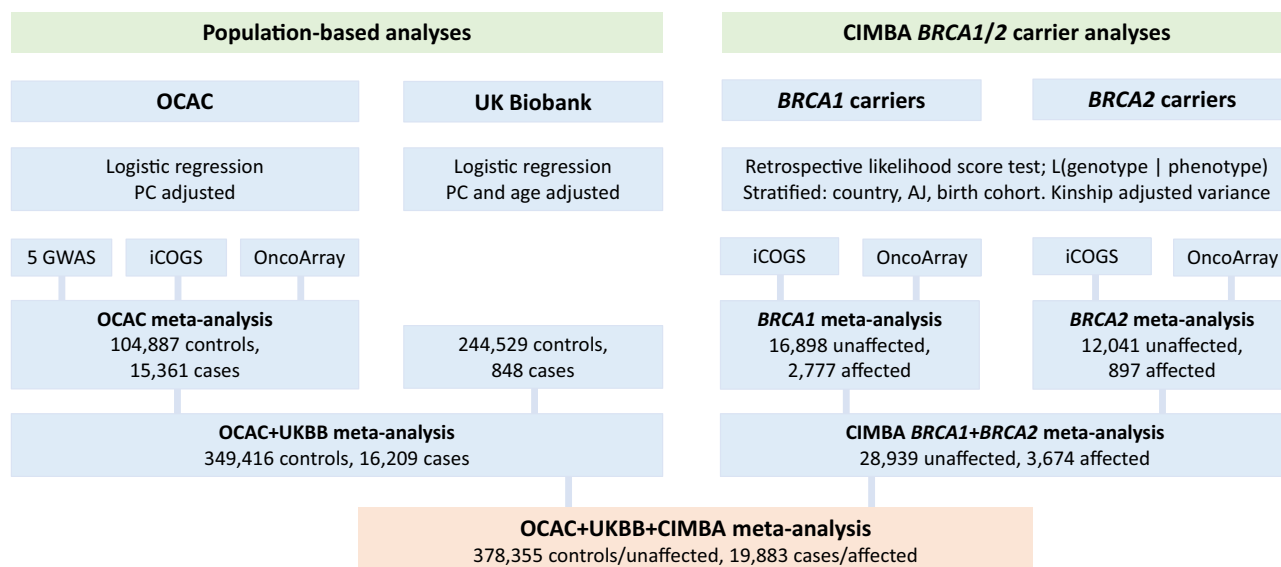 Population-based analyses
CIMBA BRCA1/2 carrier analyses
OCAC
UK Biobank
BRCA1 carriers
BRCA2 carriers
Logistic regression
PC adjusted
Logistic regression
PC and age adjusted
Retrospective likelihood score test; L(genotype | phenotype)
Stratified: country, AJ, birth cohort. Kinship adjusted variance
5 GWAS
iCOGS
OncoArray
iCOGS
OncoArray
iCOGS
OncoArray
OCAC meta-analysis
104,887 controls,
15,361 cases
244,529 controls,
848 cases
BRCA1 meta-analysis
16,898 unaffected,
2,777 affected
BRCA2 meta-analysis
12,041 unaffected,
897 affected
OCAC+UKBB meta-analysis
349,416 controls, 16,209 cases
CIMBA BRCA1+BRCA2 meta-analysis
28,939 unaffected, 3,674 affected
OCAC+UKBB+CIMBA meta-analysis
378,355 controls/unaffected, 19,883 cases/affected